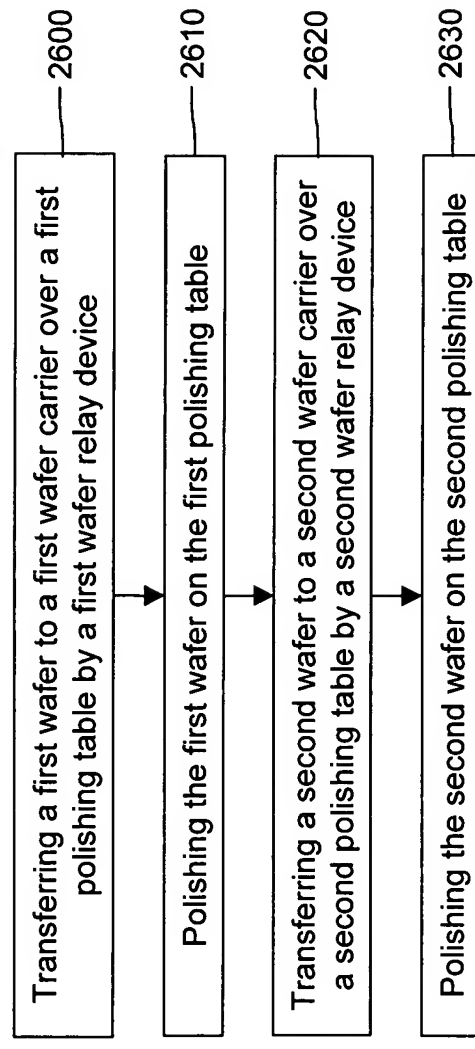 Transferring a first wafer to a first wafer carrier over a first
polishing table by a first wafer relay device
2600
Polishing the first wafer on the first polishing table
2610
Transferring a second wafer to a second wafer carrier over
a second polishing table by a second wafer relay device
2620
Polishing the second wafer on the second polishing table
2630